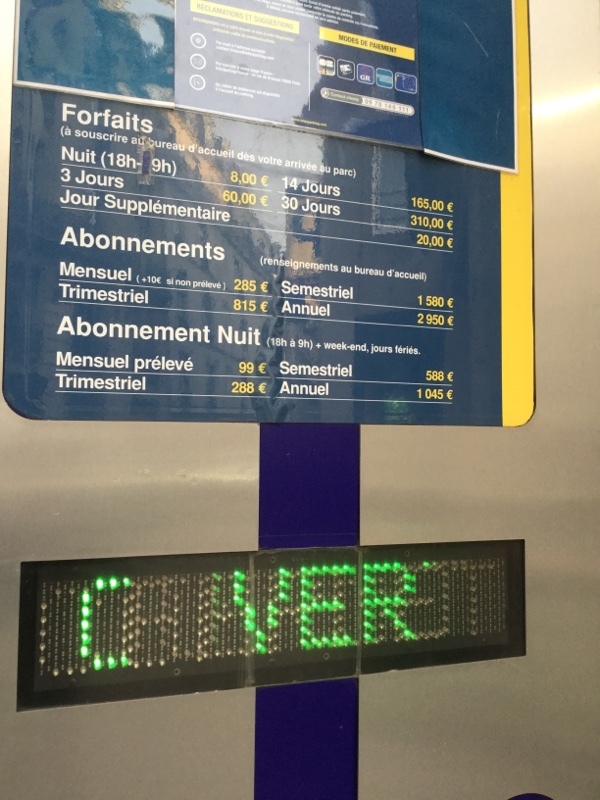 RÉCLAMATIONS ET SUGGESTIONS
MODES DE PAIEMENT
GR
Forfaits
(à souscrire au bureau d'accueil dès votre arrivée au parc)
Nuit (18h- 9h) 8,00 € 14 Jours 165,00 €
3 Jours 60,00 € 30 Jours 310,00 €
Jour Supplémentaire 20,00 €
Abonnements (renseignements au bureau d'accueil)
Mensuel (+10€ si non prélevé) 285 € Semestriel 1 580 €
Trimestriel 815 € Annuel 2 950 €
Abonnement Nuit (18h à 9h) + week-end, jours fériés.
Mensuel prélevé 99 € Semestriel 588 €
Trimestriel 288 € Annuel 1 045 €
VER